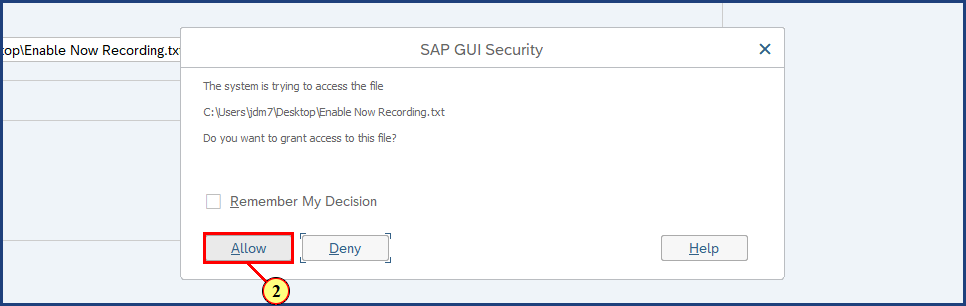 top\Enable Now Recording.txt
SAP GUI Security
The system is trying to access the file
C:\Users\jdm7\Desktop\Enable Now Recording.txt
Do you want to grant access to this file?
Remember My Decision
Allow
Deny
Help
2